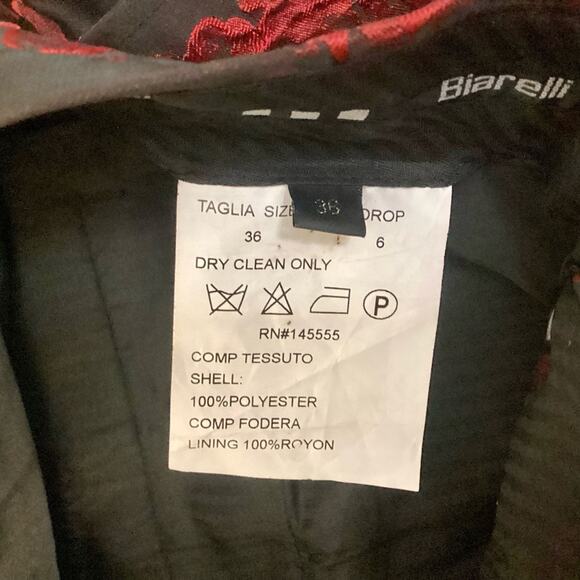 Biarelli
TAGLIA SIZE DROP
36
36 6
DRY CLEAN ONLY
P
RN#145555
COMP TESSUTO
SHELL:
100%POLYESTER
COMP FODERA
LINING 100%ROYON